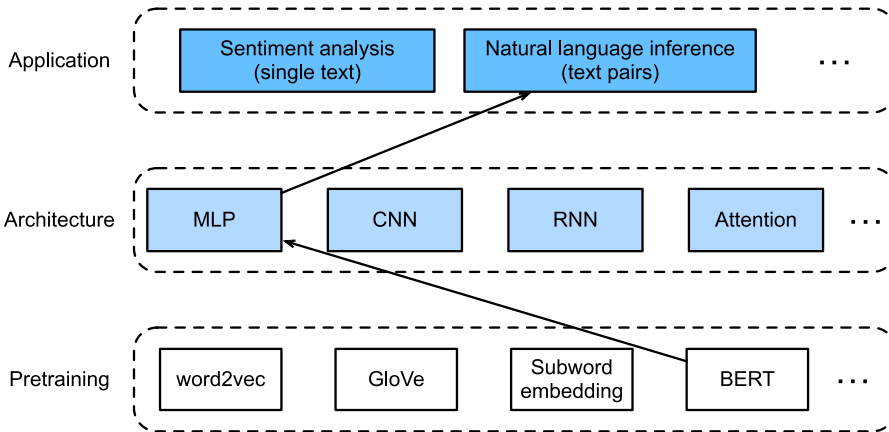 Application
Sentiment analysis
(single text)
Natural language inference
(text pairs)
...
Architecture
MLP
CNN
RNN
Attention
...
Pretraining
word2vec
GloVe
Subword
embedding
BERT
...